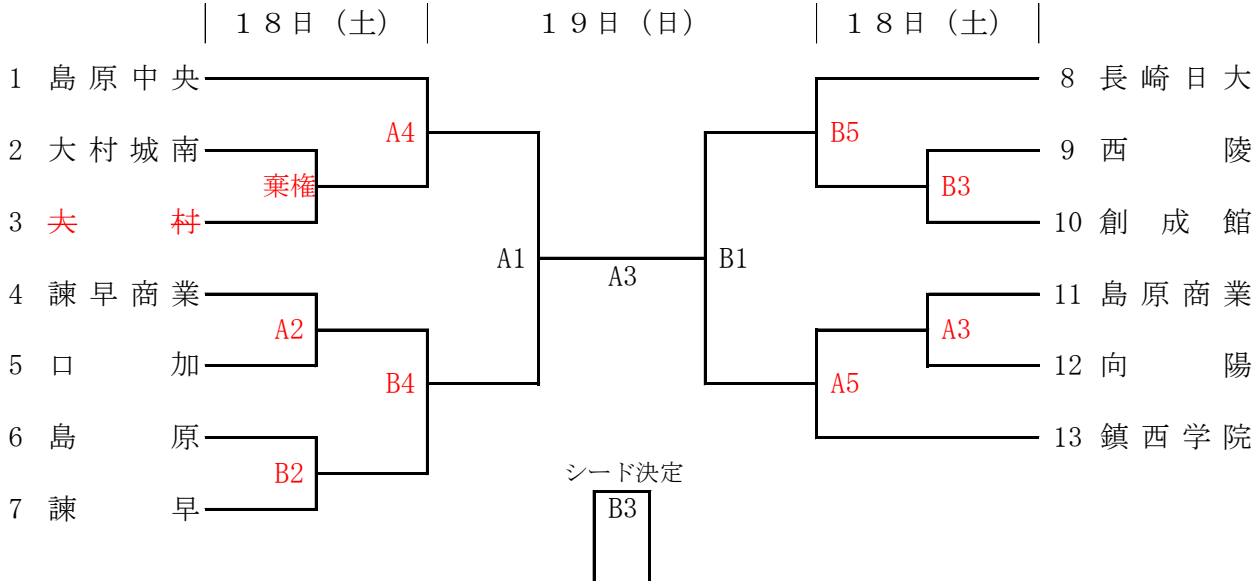 18日（土） 19日（日） 18日（土）
1 島原中央
A4
2 大村城南
棄権
3 大村
A1
4 諫早商業
A2
5 口加
B4
6 島原
B2
7 諫早
A3
8 長崎日大
B5
9 西陵
B3
10 創成館
B1
11 島原商業
A3
12 向陽
A5
13 鎮西学院
シード決定
B3